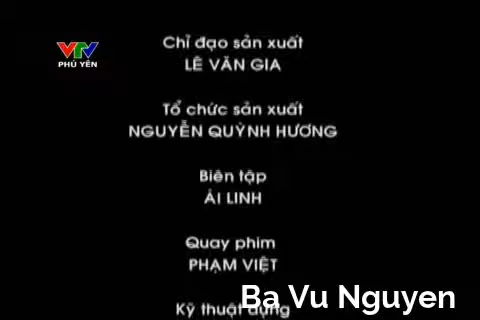 VTV
PHÚ YÊN
Chỉ đạo sản xuất
LÊ VĂN GIA
Tổ chức sản xuất
NGUYỄN QUỲNH HƯƠNG
Biên tập
ÁI LINH
Quay phim
PHẠM VIỆT
Kỹ thuật dựng
Ba Vu Nguyen